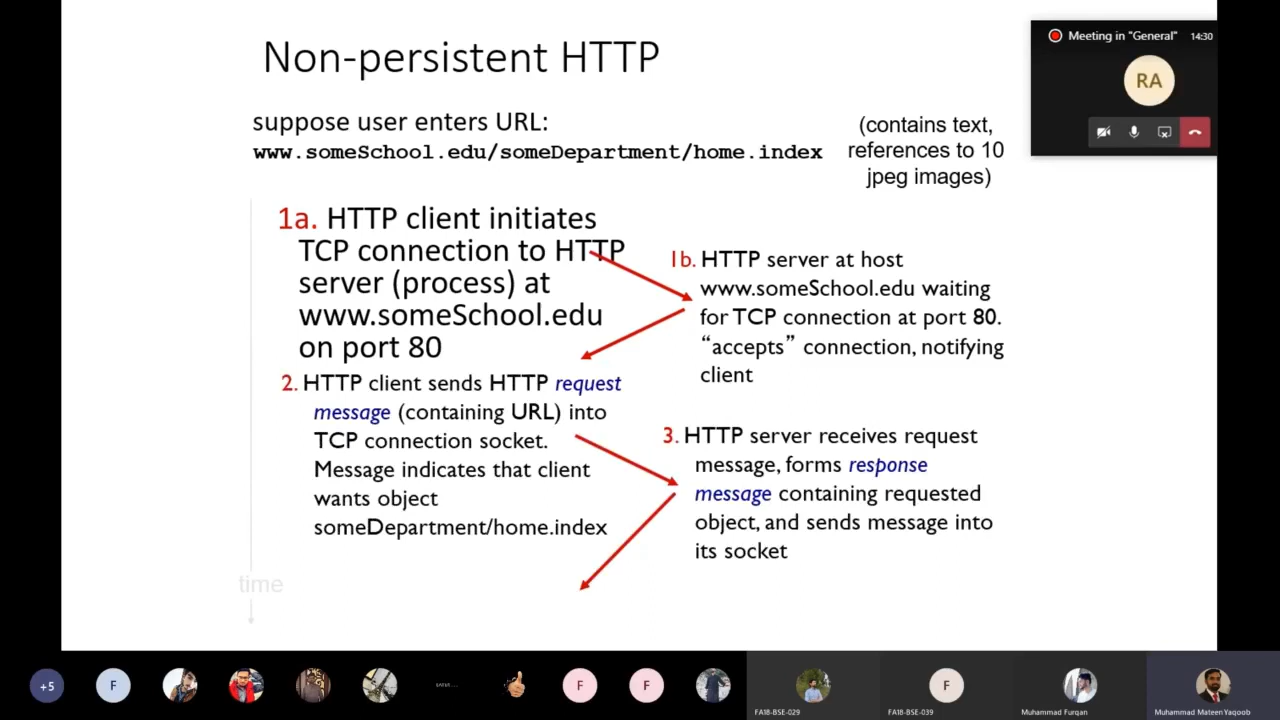 Non-persistent HTTP
Meeting in "General"
14:30
RA
suppose user enters URL:
www.someSchool.edu/someDepartment/home.index
(contains text,
references to 10
jpeg images)
1a. HTTP client initiates
TCP connection to HTTP
server (process) at
www.someSchool.edu
on port 80
1b. HTTP server at host
www.someSchool.edu waiting
for TCP connection at port 80.
“accepts” connection, notifying
client
2. HTTP client sends HTTP request
message (containing URL) into
TCP connection socket.
Message indicates that client
wants object
someDepartment/home.index
3. HTTP server receives request
message, forms response
message containing requested
object, and sends message into
its socket
time
+5
F
F
F
F
FA18-BSE-029
FA18-BSE-039
Muhammad Furqan
Muhammad Mateen Yaqoob